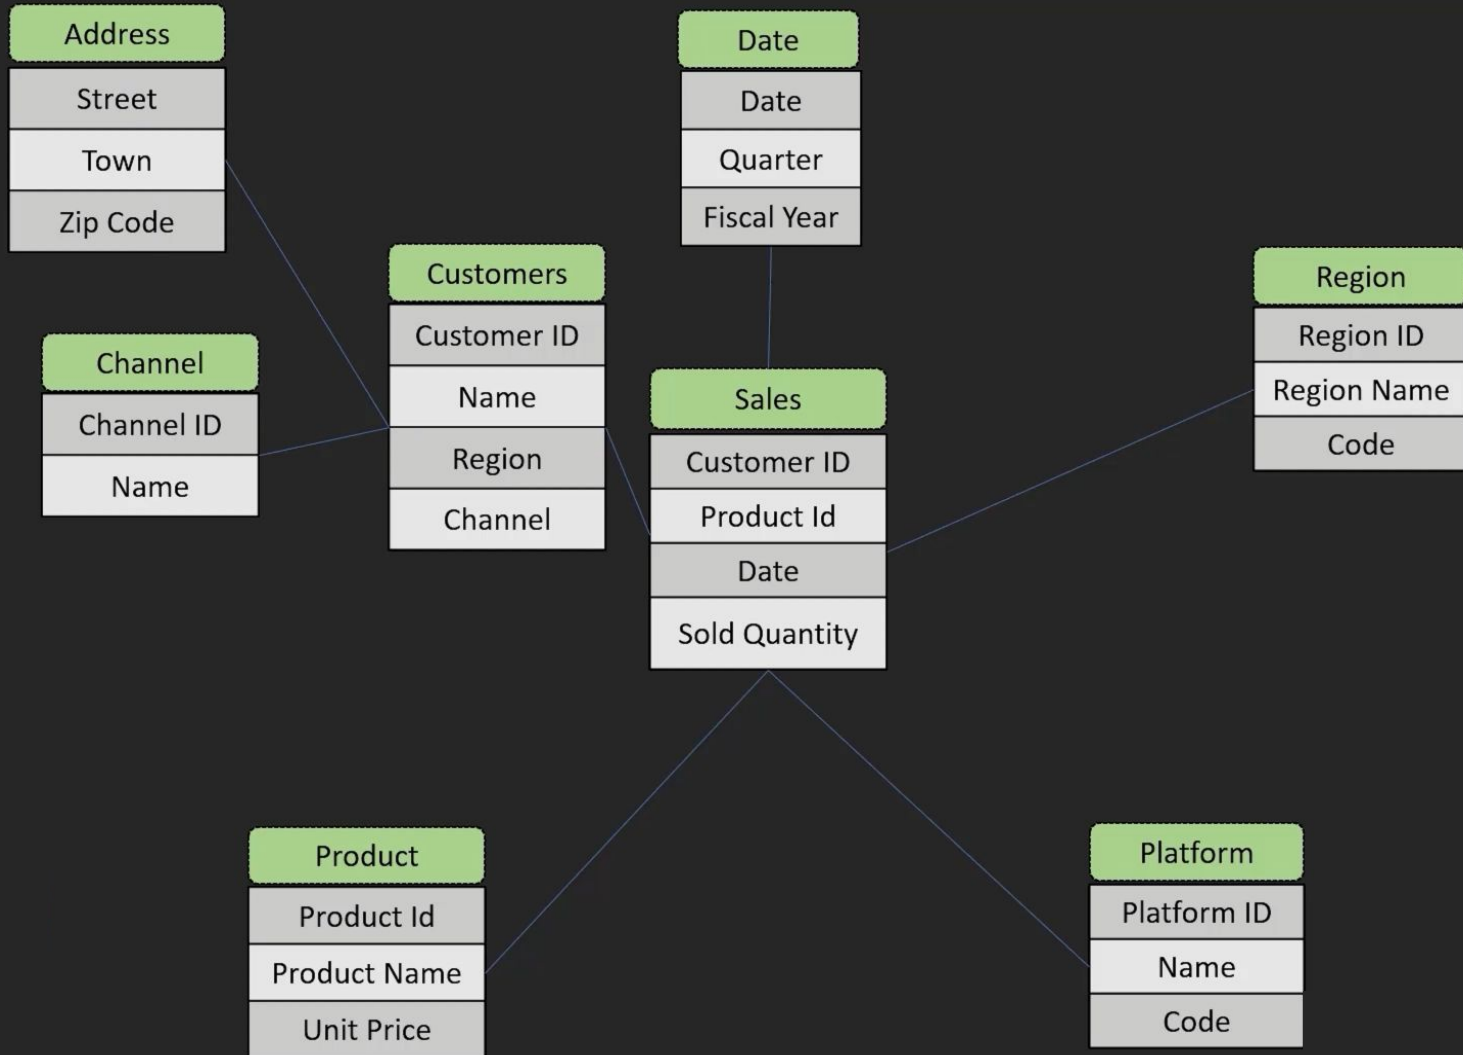 Address
Street
Town
Zip Code
Date
Date
Quarter
Fiscal Year
Customers
Customer ID
Name
Region
Channel
Channel
Channel ID
Name
Sales
Customer ID
Product Id
Date
Sold Quantity
Region
Region ID
Region Name
Code
Product
Product Id
Product Name
Unit Price
Platform
Platform ID
Name
Code